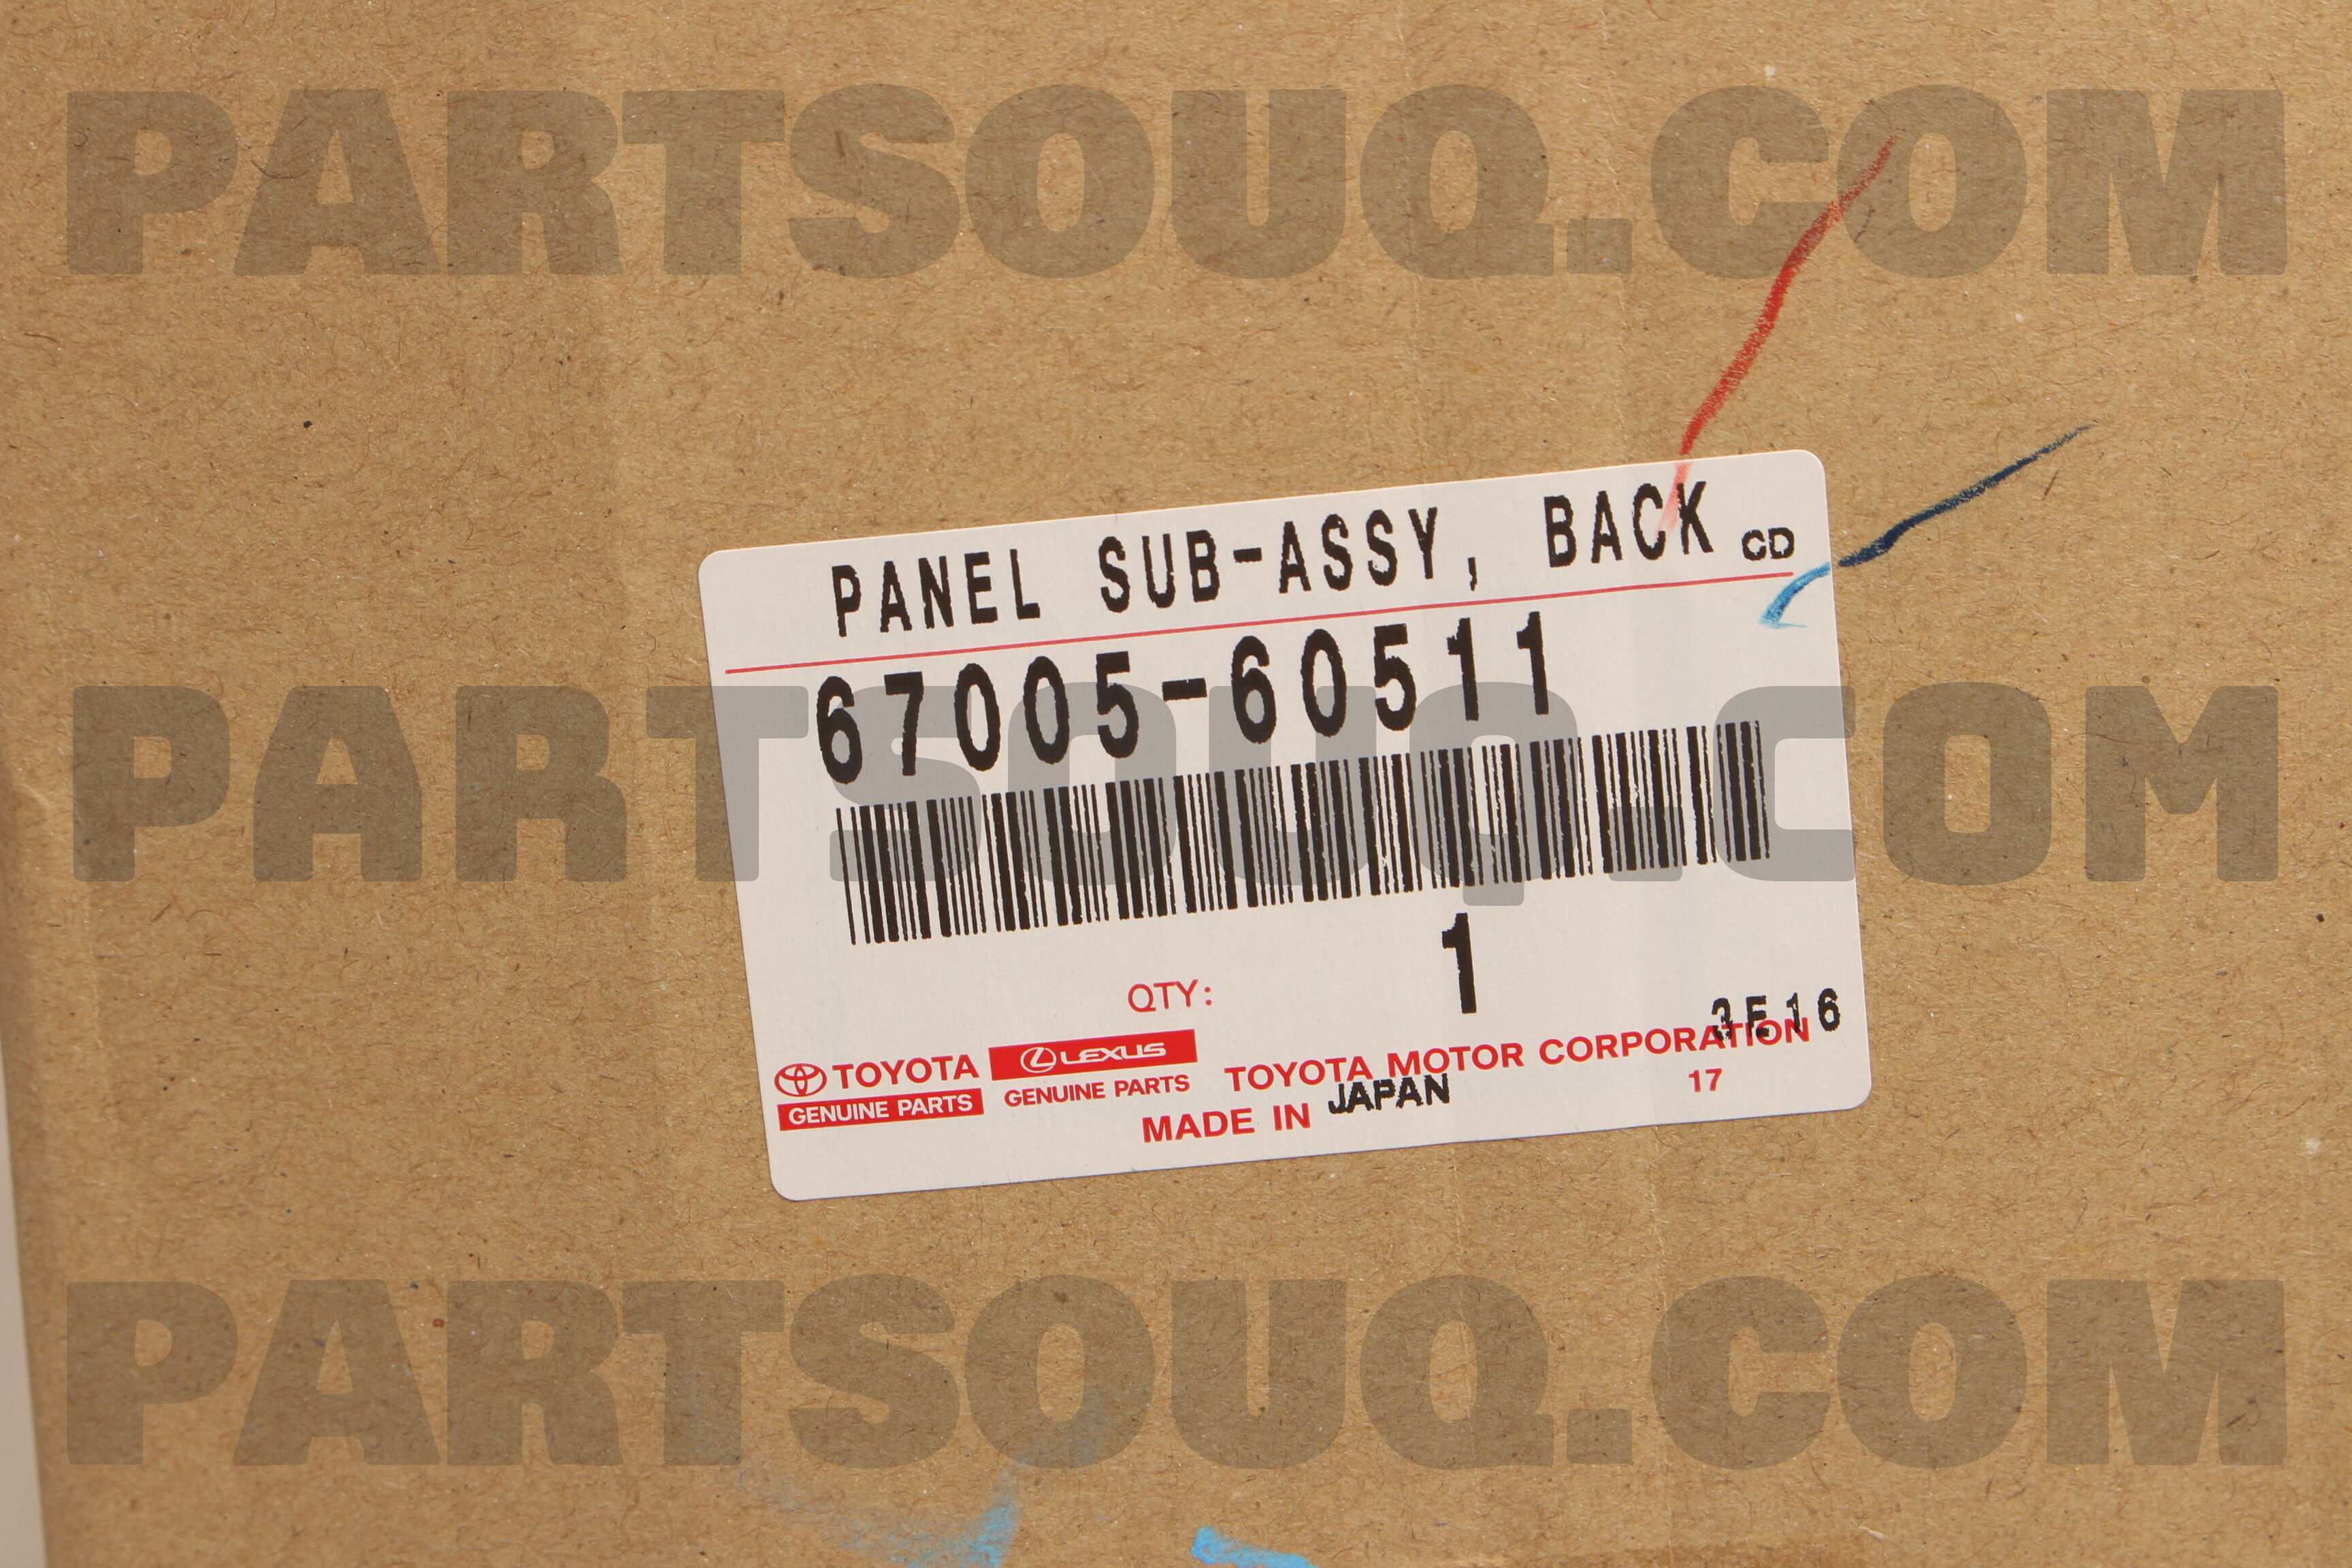 PARTSOUQ.COM
PANEL SUB-ASSY, BACK CD
67005-60511
PARTSOUQ.COM
1
QTY:
3E16
TOYOTA LEXUS TOYOTA MOTOR CORPORATION
GENUINE PARTS GENUINE PARTS 17
MADE IN JAPAN
PARTSOUQ.COM